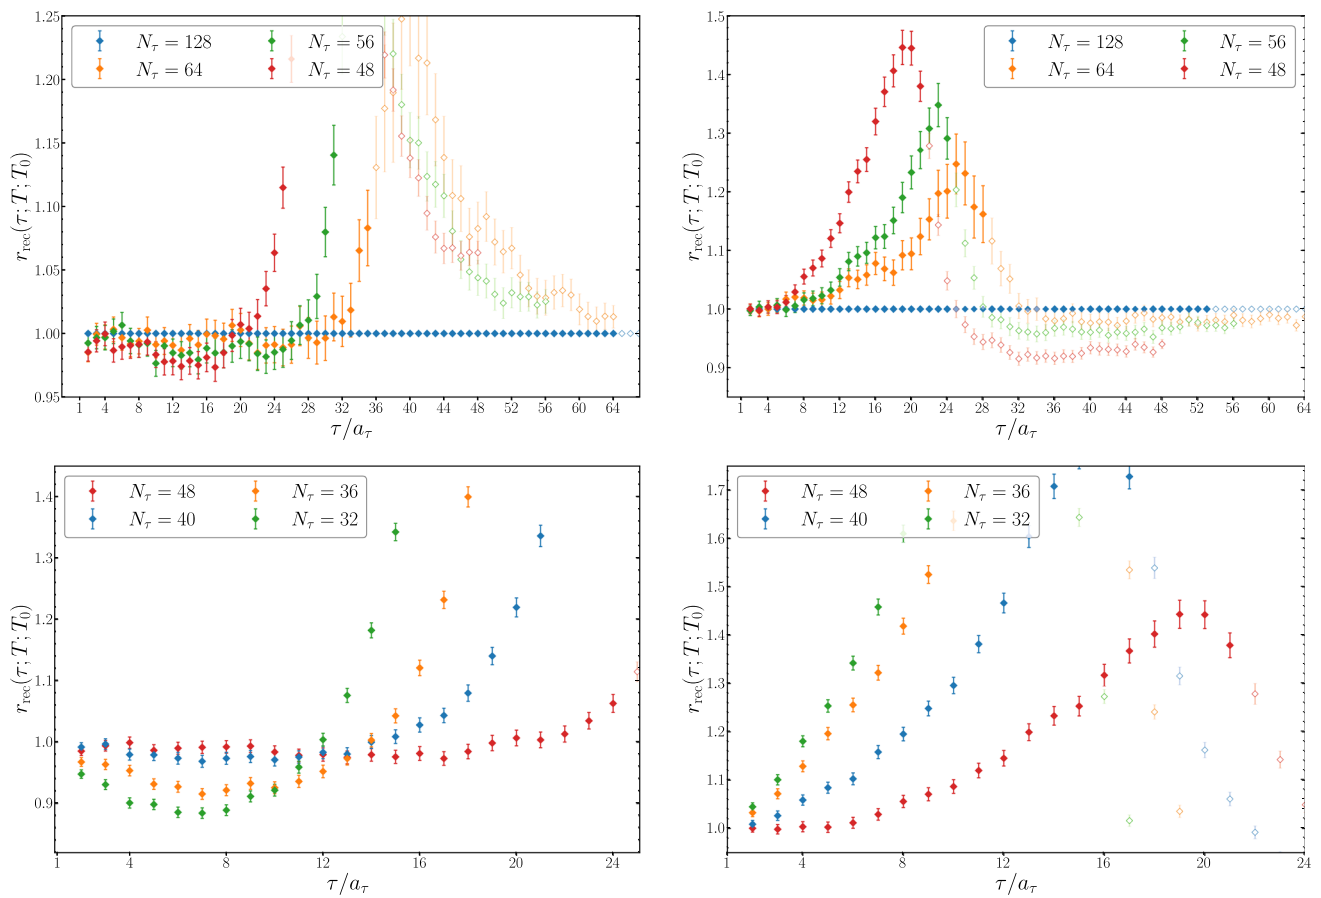 1.25
1.20
1.15
1.10
1.05
1.00
0.95
r_rec(τ; T; T_0)
N_τ = 128
N_τ = 64
N_τ = 56
N_τ = 48
1 4 8 12 16 20 24 28 32 36 40 44 48 52 56 60 64
τ/a_τ
1.5
1.4
1.3
1.2
1.1
1.0
0.9
r_rec(τ; T; T_0)
N_τ = 128
N_τ = 64
N_τ = 56
N_τ = 48
1 4 8 12 16 20 24 28 32 36 40 44 48 52 56 60 64
τ/a_τ
1.4
1.3
1.2
1.1
1.0
0.9
r_rec(τ; T; T_0)
N_τ = 48
N_τ = 40
N_τ = 36
N_τ = 32
1 4 8 12 16 20 24
τ/a_τ
1.7
1.6
1.5
1.4
1.3
1.2
1.1
1.0
r_rec(τ; T; T_0)
N_τ = 48
N_τ = 40
N_τ = 36
N_τ = 32
1 4 8 12 16 20 24
τ/a_τ